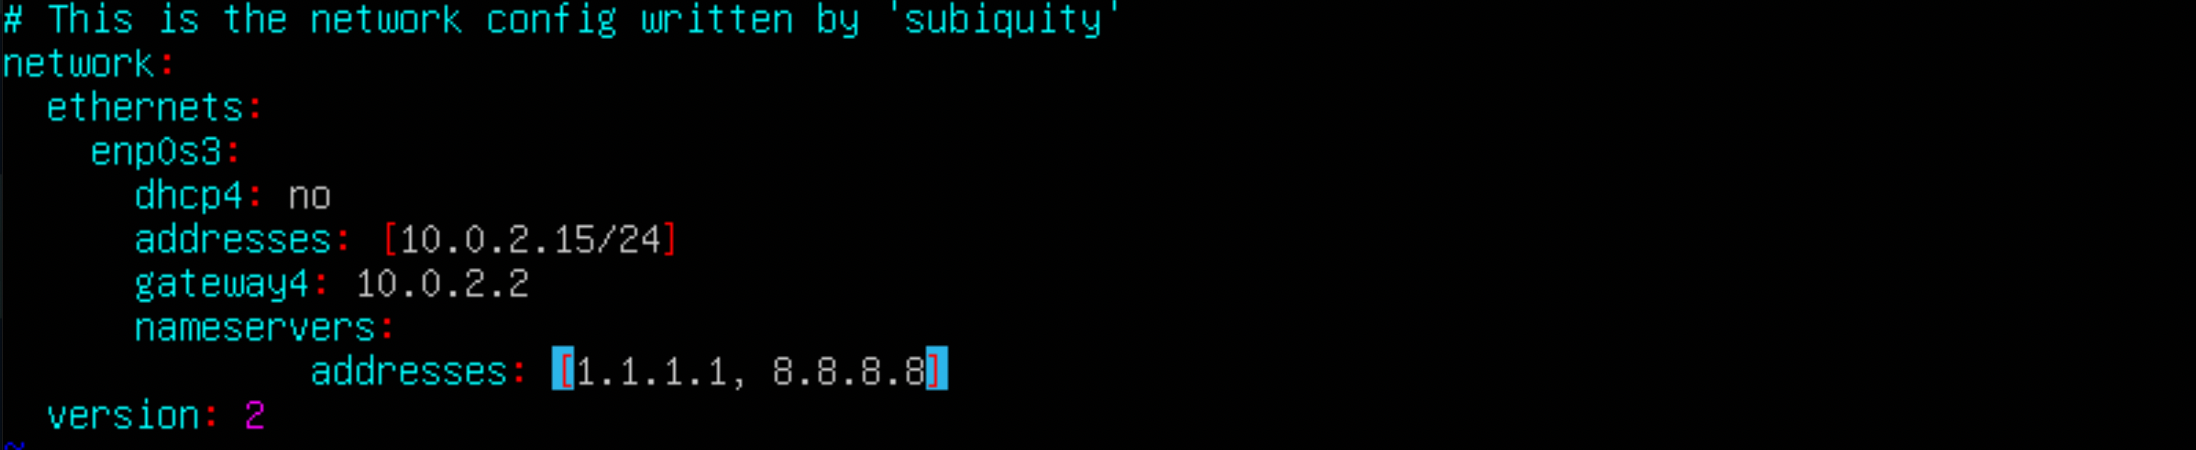 # This is the network config written by 'subiquity'
network:
  ethernets:
    enp0s3:
      dhcp4: no
      addresses: [10.0.2.15/24]
      gateway4: 10.0.2.2
      nameservers:
              addresses: [1.1.1.1, 8.8.8.8]
  version: 2
~